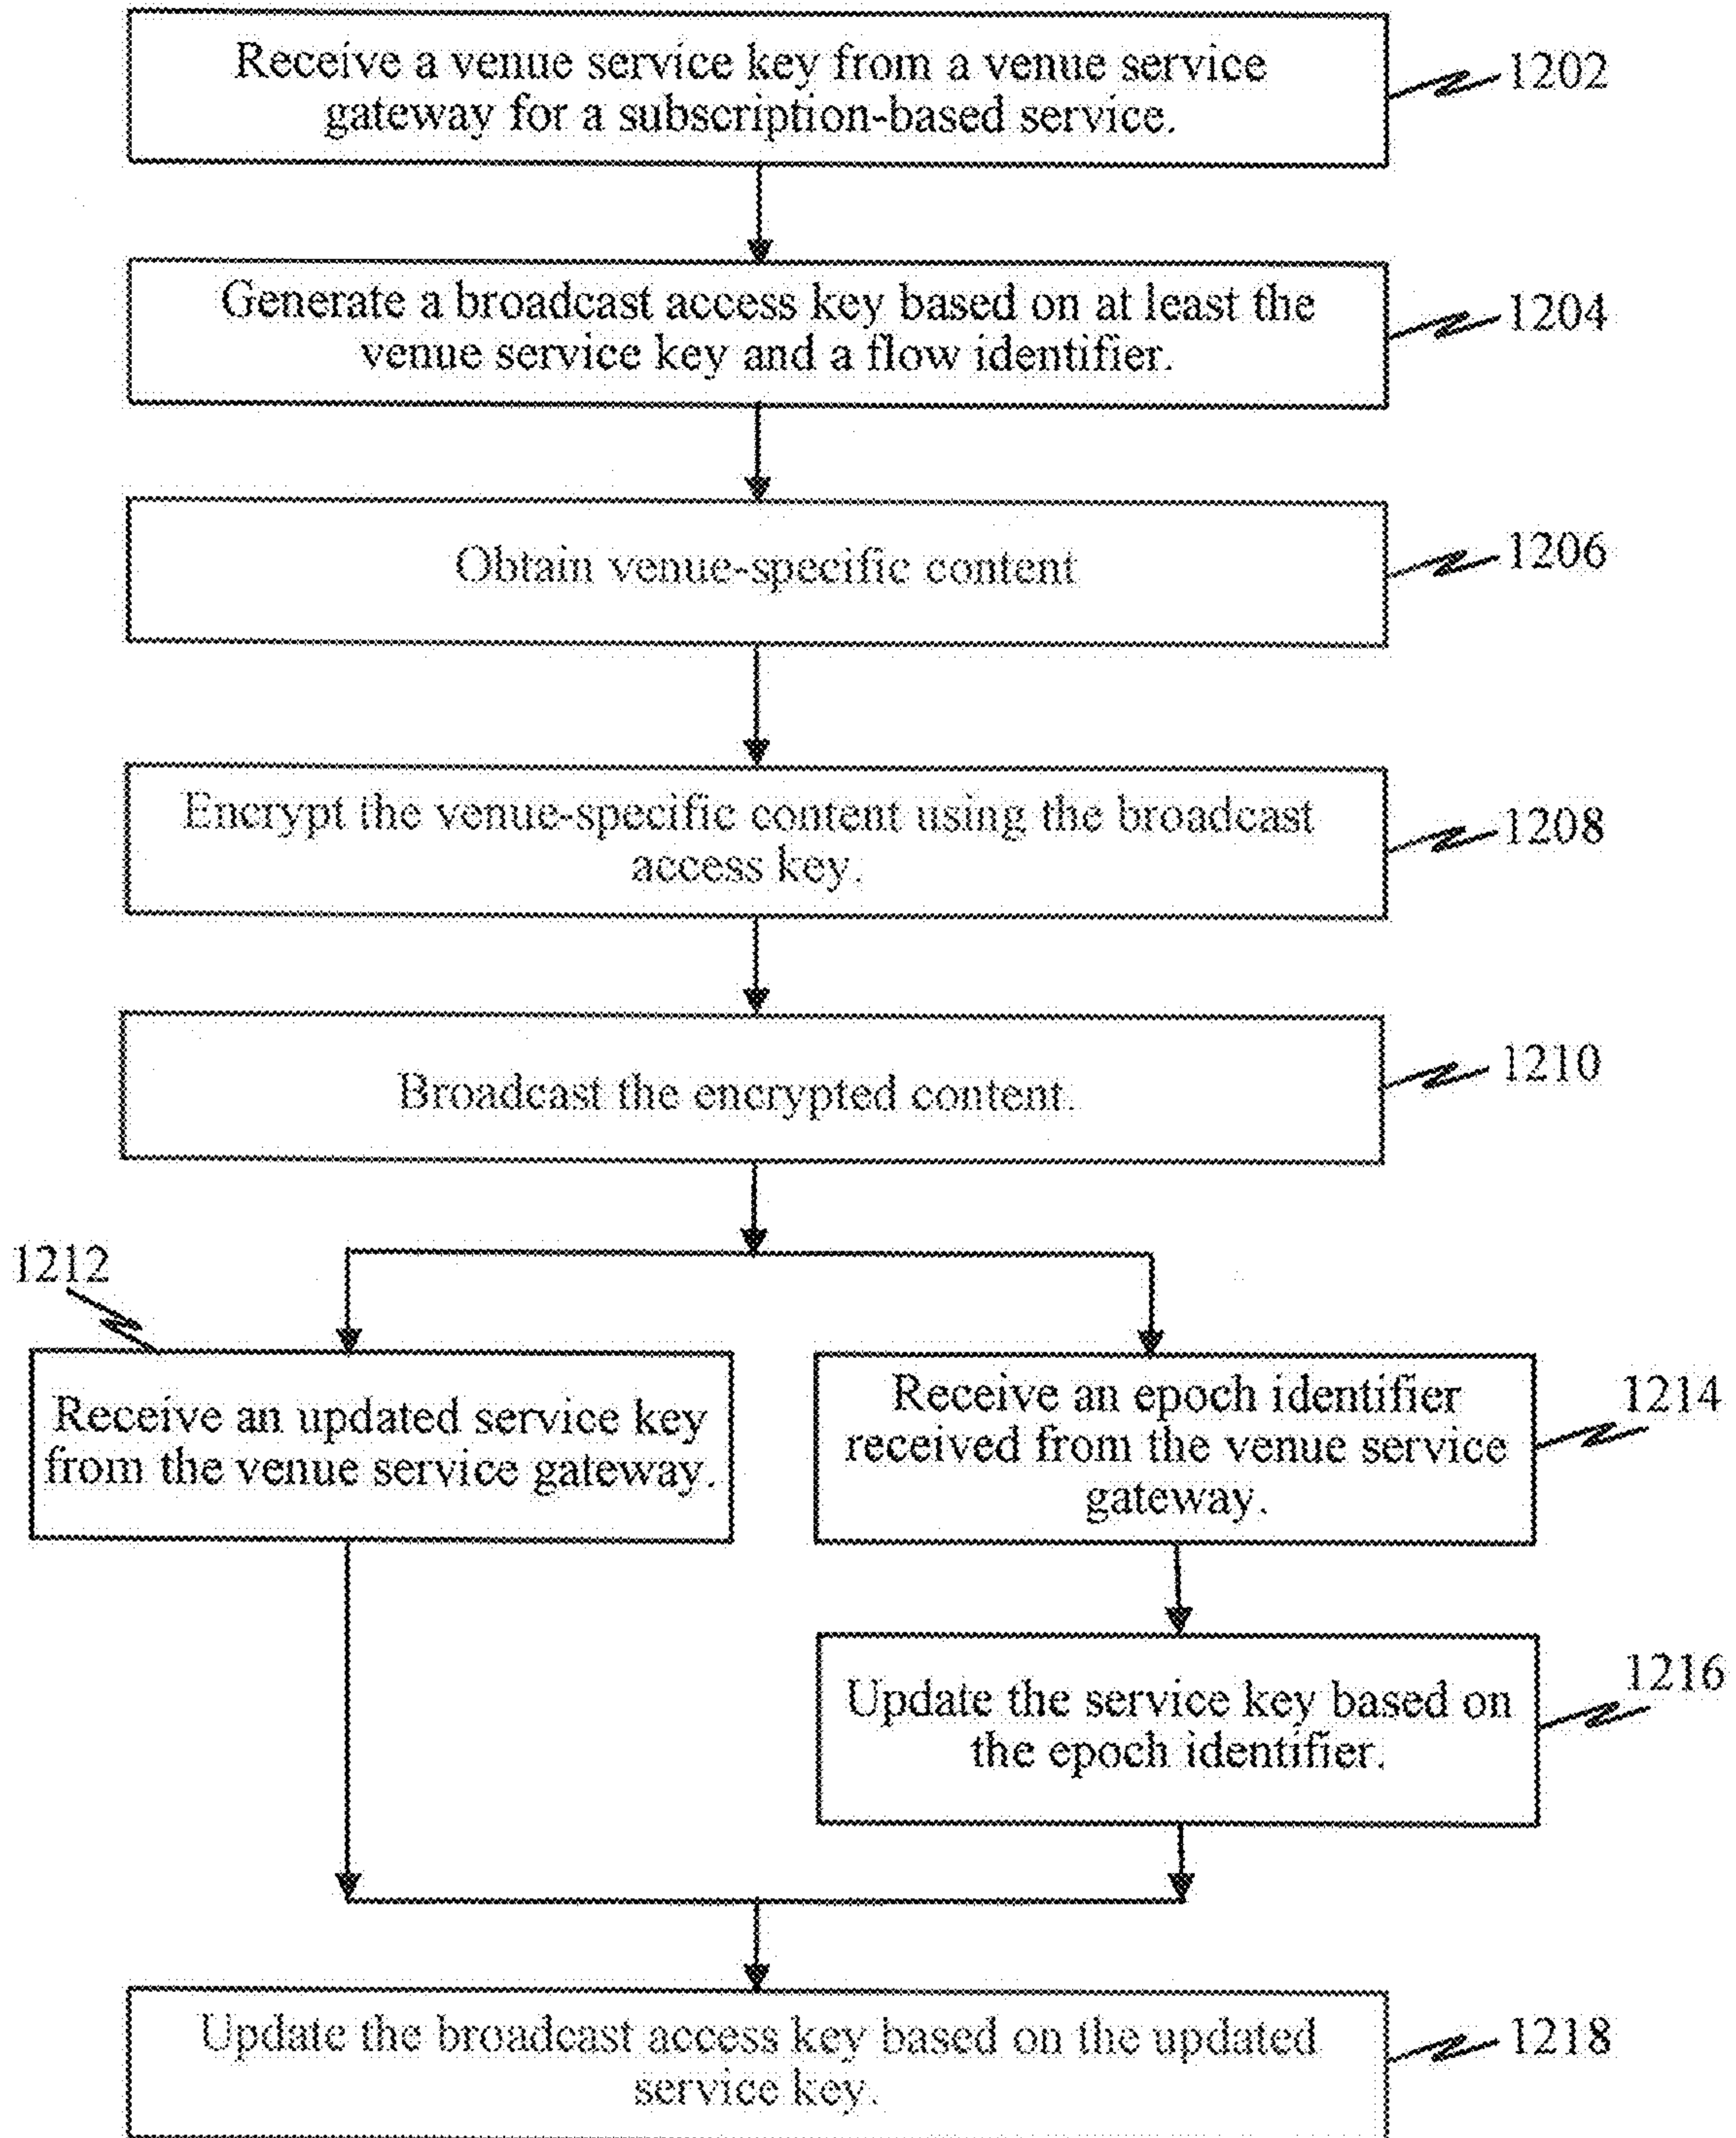 Receive a venue service key from a venue service
gateway for a subscription-based service.
1202
Generate a broadcast access key based on at least the
venue service key and a flow identifier.
1204
Obtain venue-specific content
1206
Encrypt the venue-specific content using the broadcast
access key.
1208
Broadcast the encrypted content.
1210
1212
Receive an updated service key
from the venue service gateway.
Receive an epoch identifier
received from the venue service
gateway.
1214
Update the service key based on
the epoch identifier.
1216
Update the broadcast access key based on the updated
service key.
1218